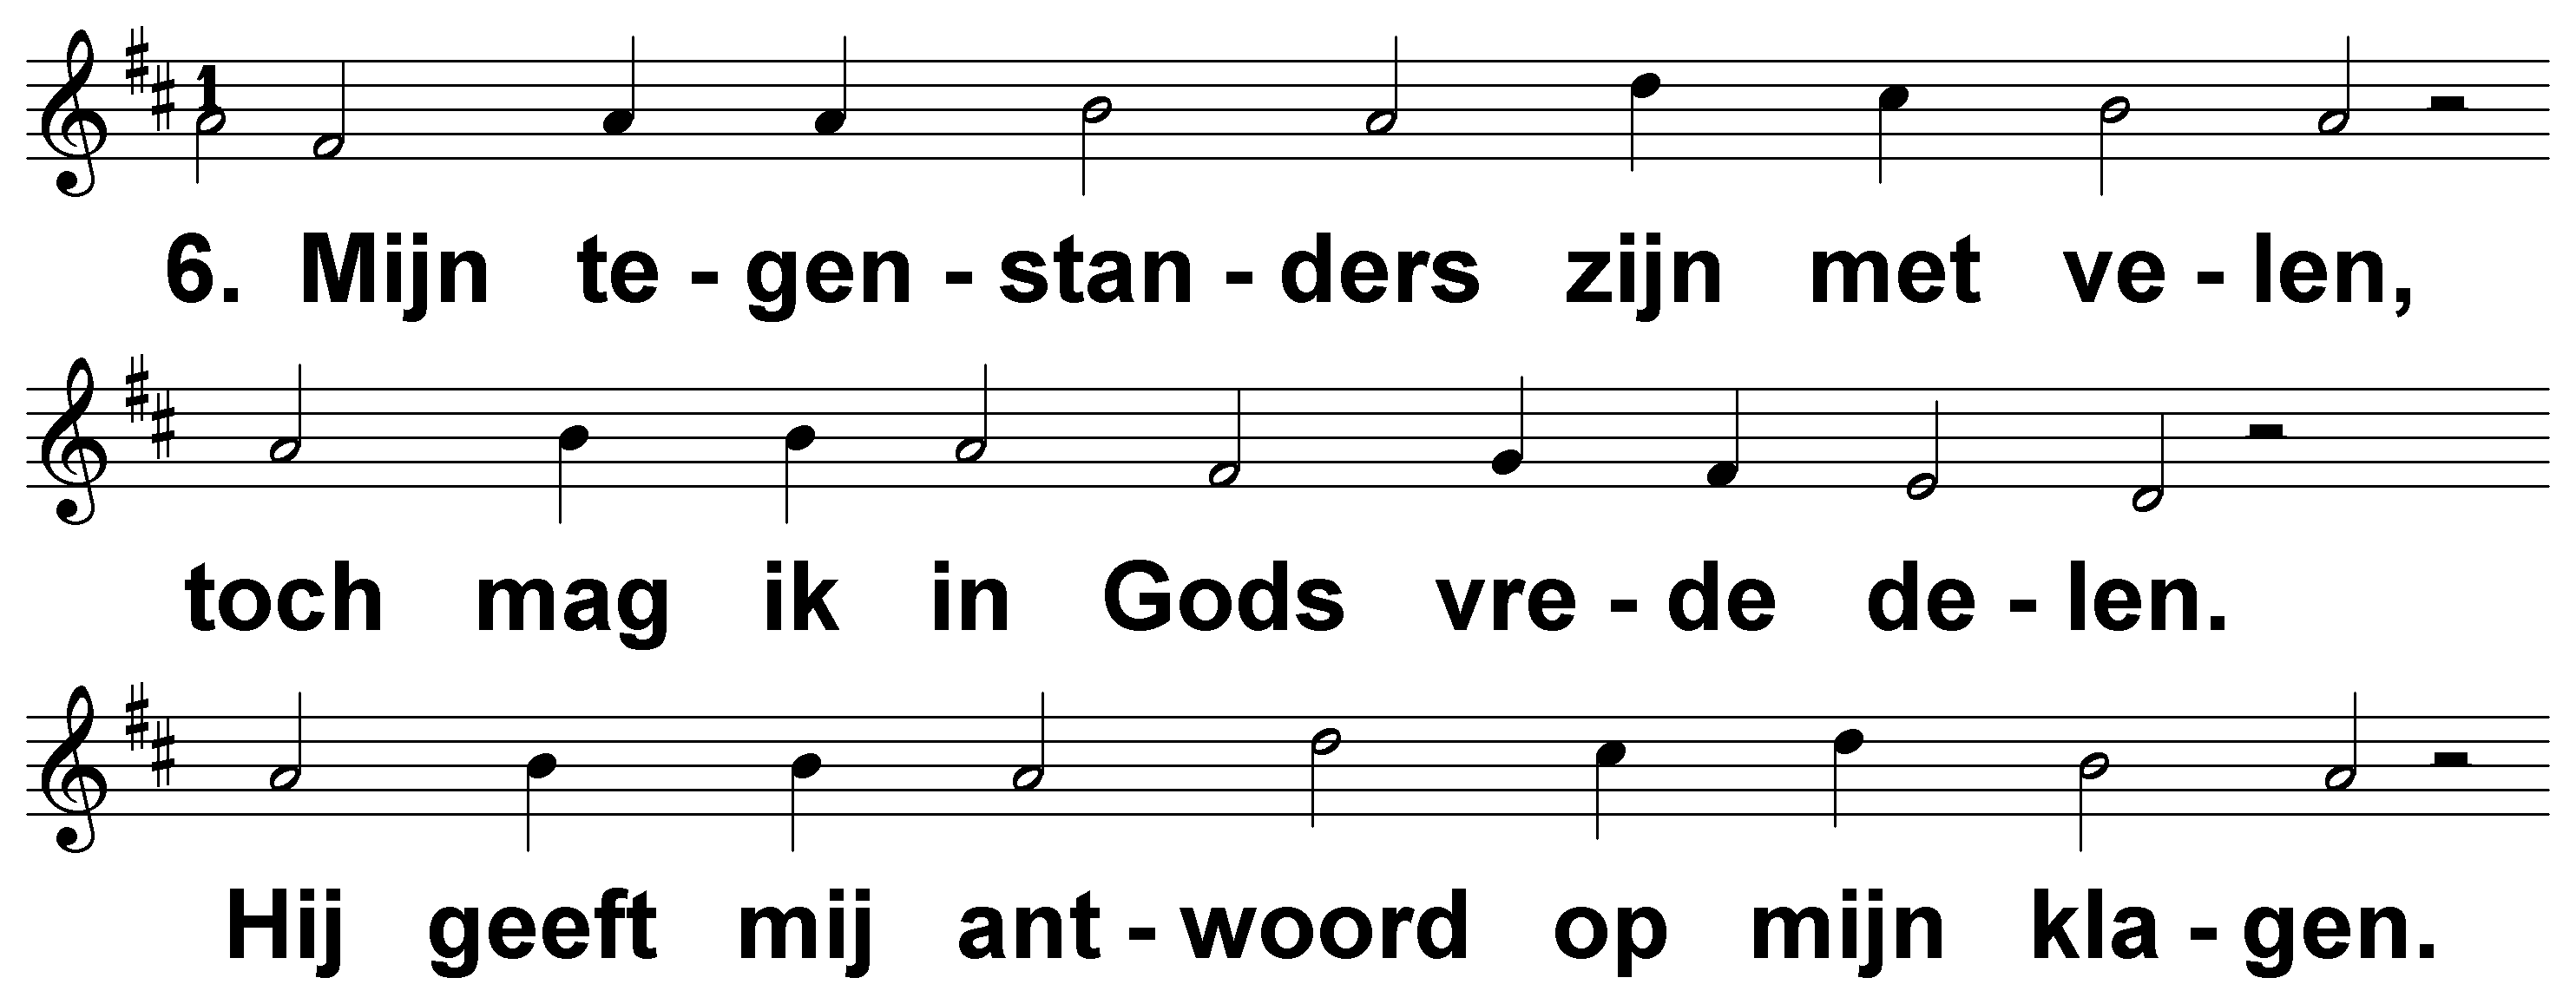 1
6. Mijn te - gen - stan - ders zijn met ve - len,
toch mag ik in Gods vre - de de - len.
Hij geeft mij ant - woord op mijn kla - gen.